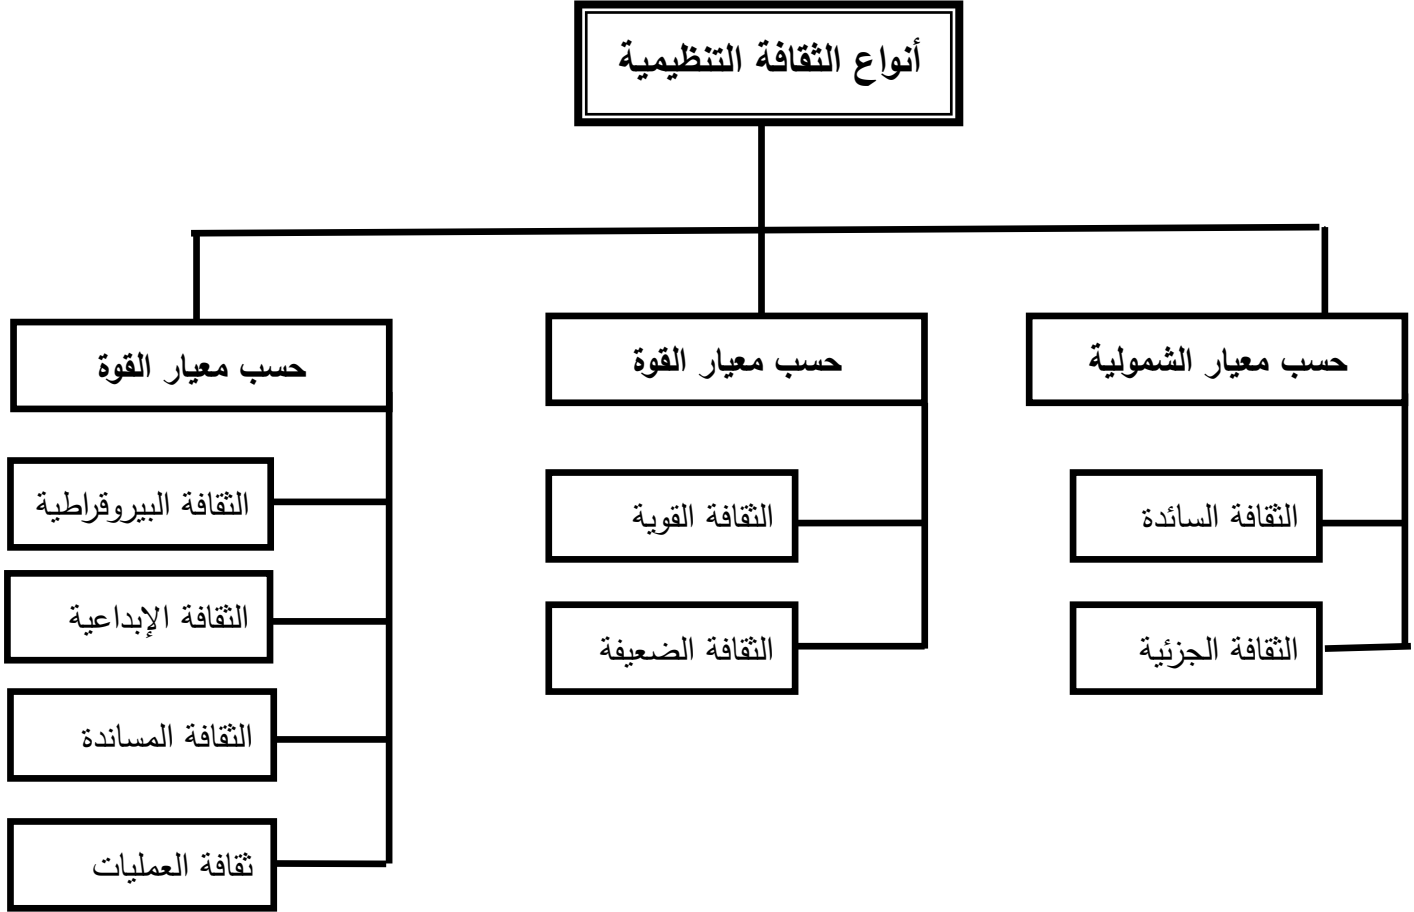 أنواع الثقافة التنظيمية
حسب معيار الشمولية
الثقافة السائدة
الثقافة الجزئية
حسب معيار القوة
الثقافة القوية
الثقافة الضعيفة
حسب معيار القوة
الثقافة البيروقراطية
الثقافة الإبداعية
الثقافة المساندة
ثقافة العمليات